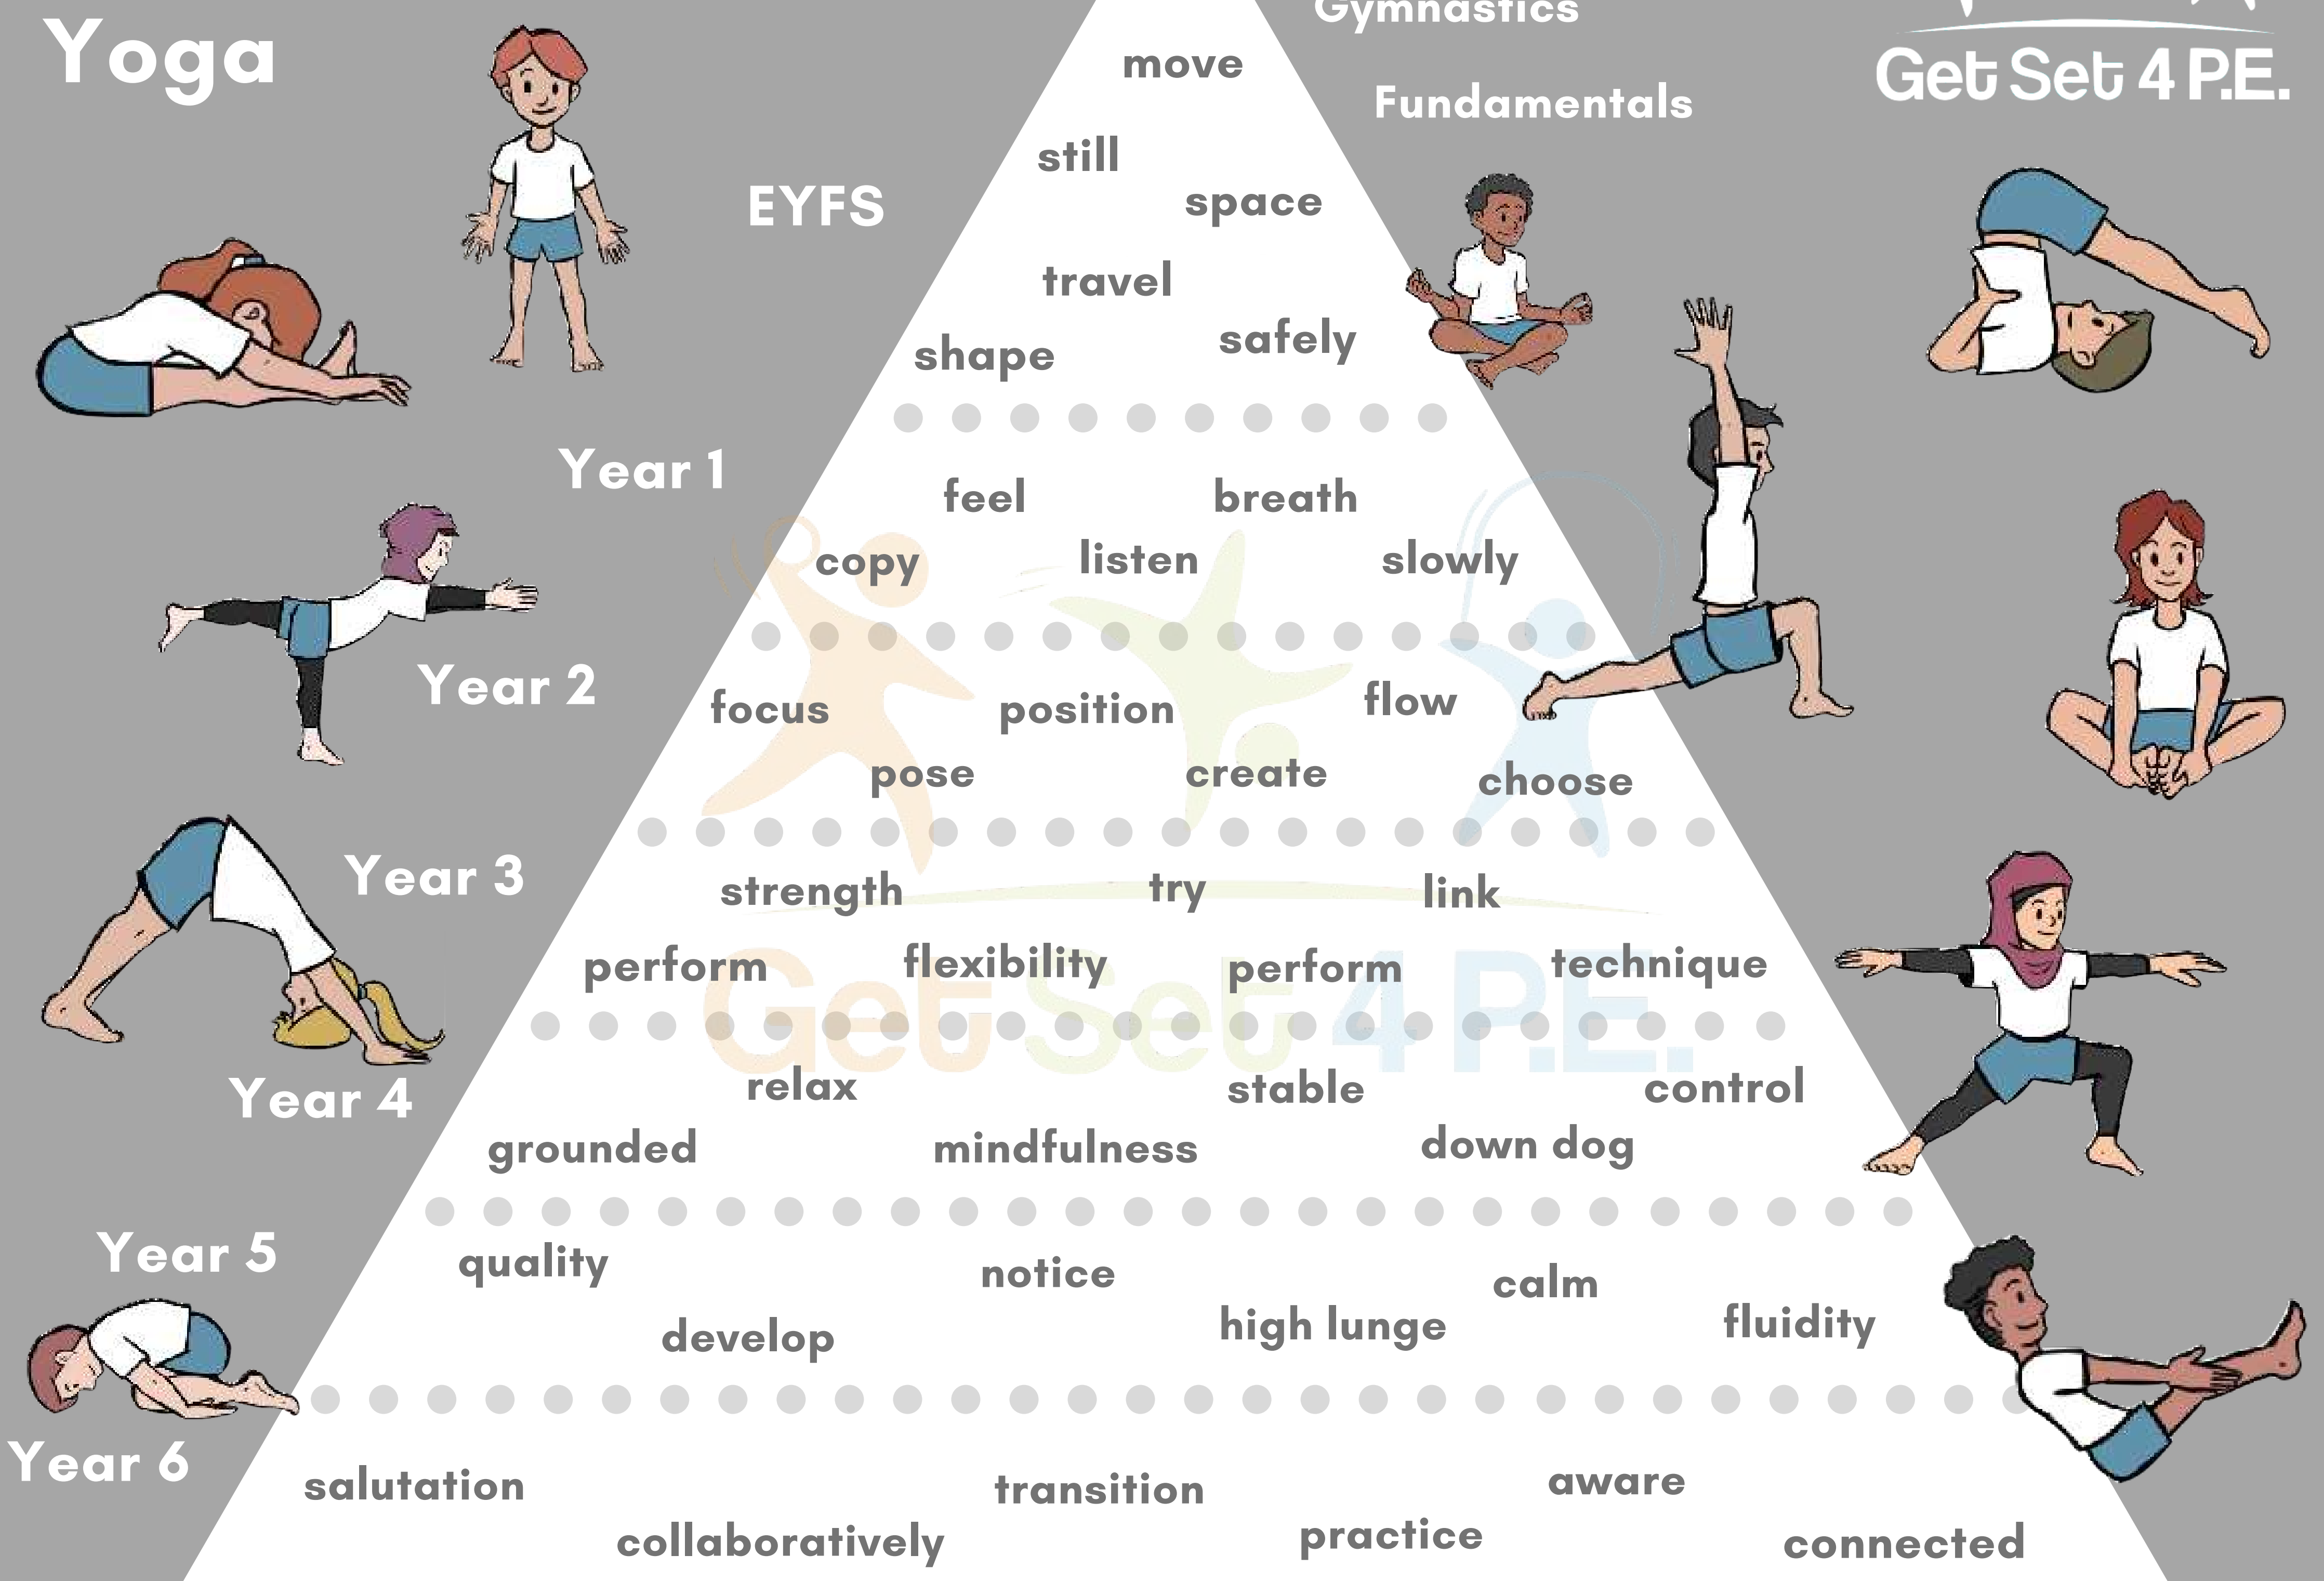 Yoga
Gymnastics
Fundamentals
Get Set 4 P.E.
EYFS
move
still
space
travel
safely
shape
Year 1
feel
breath
copy
listen
slowly
Year 2
focus
position
flow
pose
create
choose
Year 3
strength
try
link
perform
flexibility
perform
technique
Get Set 4 P.E.
Year 4
relax
stable
control
grounded
mindfulness
down dog
Year 5
quality
notice
calm
develop
high lunge
fluidity
Year 6
salutation
transition
aware
collaboratively
practice
connected